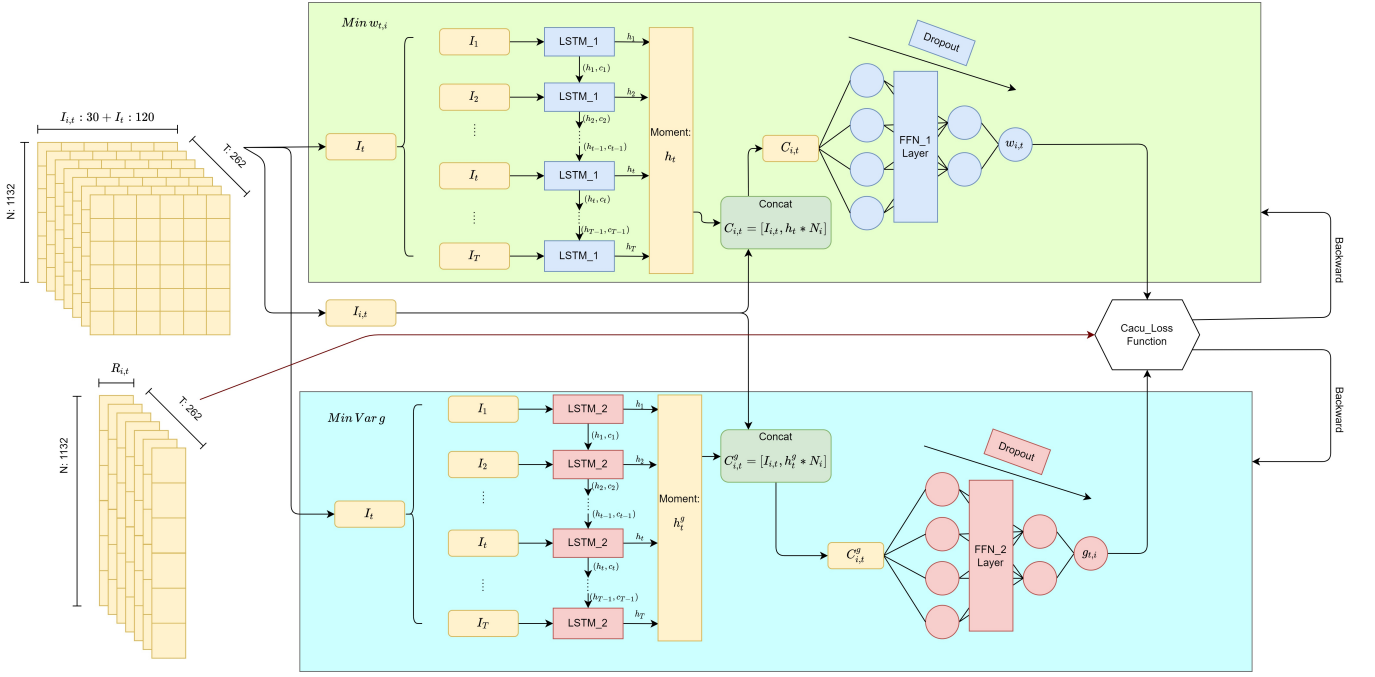 I_{i,t} : 30 + I_t : 120
T: 262
N: 1132
R_{i,t}
T: 262
N: 1132
Min w_{t,i}
I_t
I_1
LSTM_1
h_1
(h_1, c_1)
I_2
LSTM_1
h_2
(h_2, c_2)
⋮
(h_{t-1}, c_{t-1})
I_t
LSTM_1
h_t
(h_t, c_t)
⋮
(h_{T-1}, c_{T-1})
I_T
LSTM_1
h_T
Moment:
h_t
Concat
C_{i,t} = [I_{i,t}, h_t * N_i]
C_{i,t}
Dropout
FFN_1
Layer
w_{i,t}
I_{i,t}
Cacu_Loss
Function
Backward
Backward
Min Var g
I_t
I_1
LSTM_2
h_1
(h_1, c_1)
I_2
LSTM_2
h_2
(h_2, c_2)
⋮
(h_{t-1}, c_{t-1})
I_t
LSTM_2
h_t
(h_t, c_t)
⋮
(h_{T-1}, c_{T-1})
I_T
LSTM_2
h_T
Moment:
h_t^g
Concat
C_{i,t}^g = [I_{i,t}, h_t^g * N_i]
C_{i,t}^g
Dropout
FFN_2
Layer
g_{t,i}